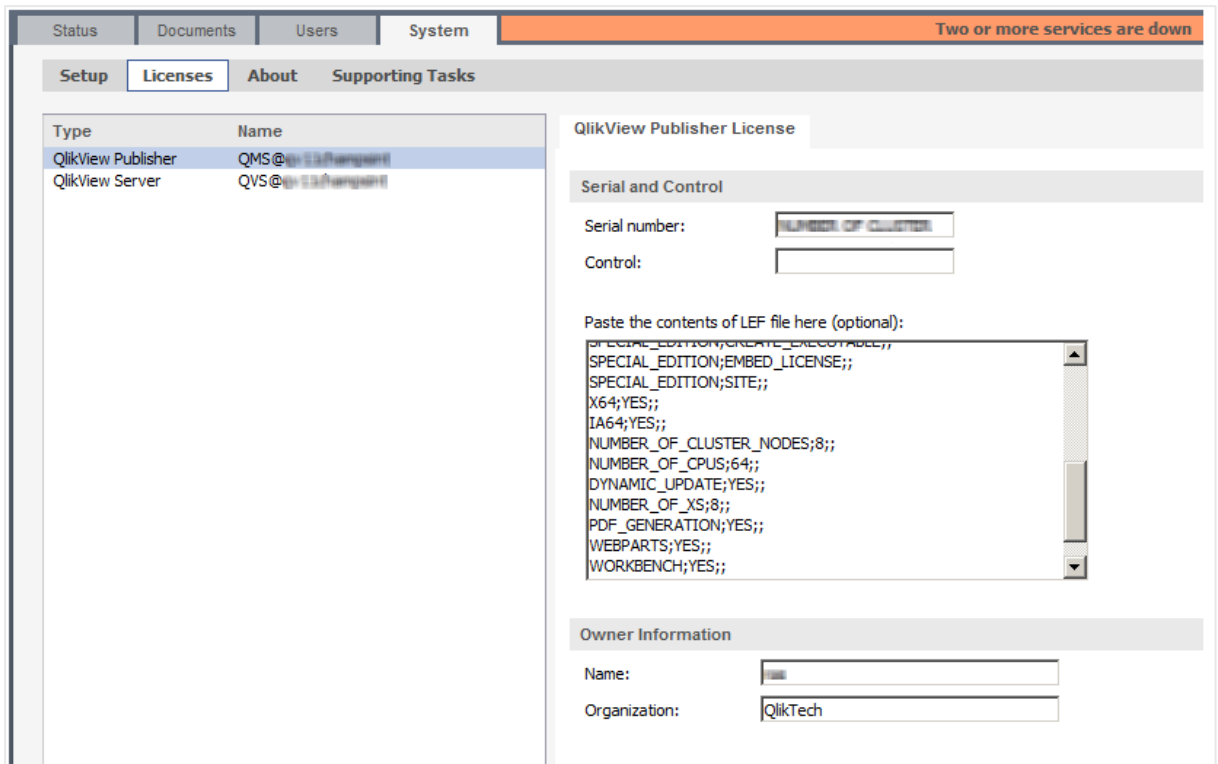 Status Documents Users System Two or more services are down
Setup Licenses About Supporting Tasks
Type Name
QlikView Publisher QMS@
QlikView Server QVS@
QlikView Publisher License
Serial and Control
Serial number:
Control:
Paste the contents of LEF file here (optional):
SPECIAL_EDITION;CREATE_EXECUTABLE;;
SPECIAL_EDITION;EMBED_LICENSE;;
SPECIAL_EDITION;SITE;;
X64;YES;;
IA64;YES;;
NUMBER_OF_CLUSTER_NODES;8;;
NUMBER_OF_CPUS;64;;
DYNAMIC_UPDATE;YES;;
NUMBER_OF_XS;8;;
PDF_GENERATION;YES;;
WEBPARTS;YES;;
WORKBENCH;YES;;
Owner Information
Name:
Organization: QlikTech